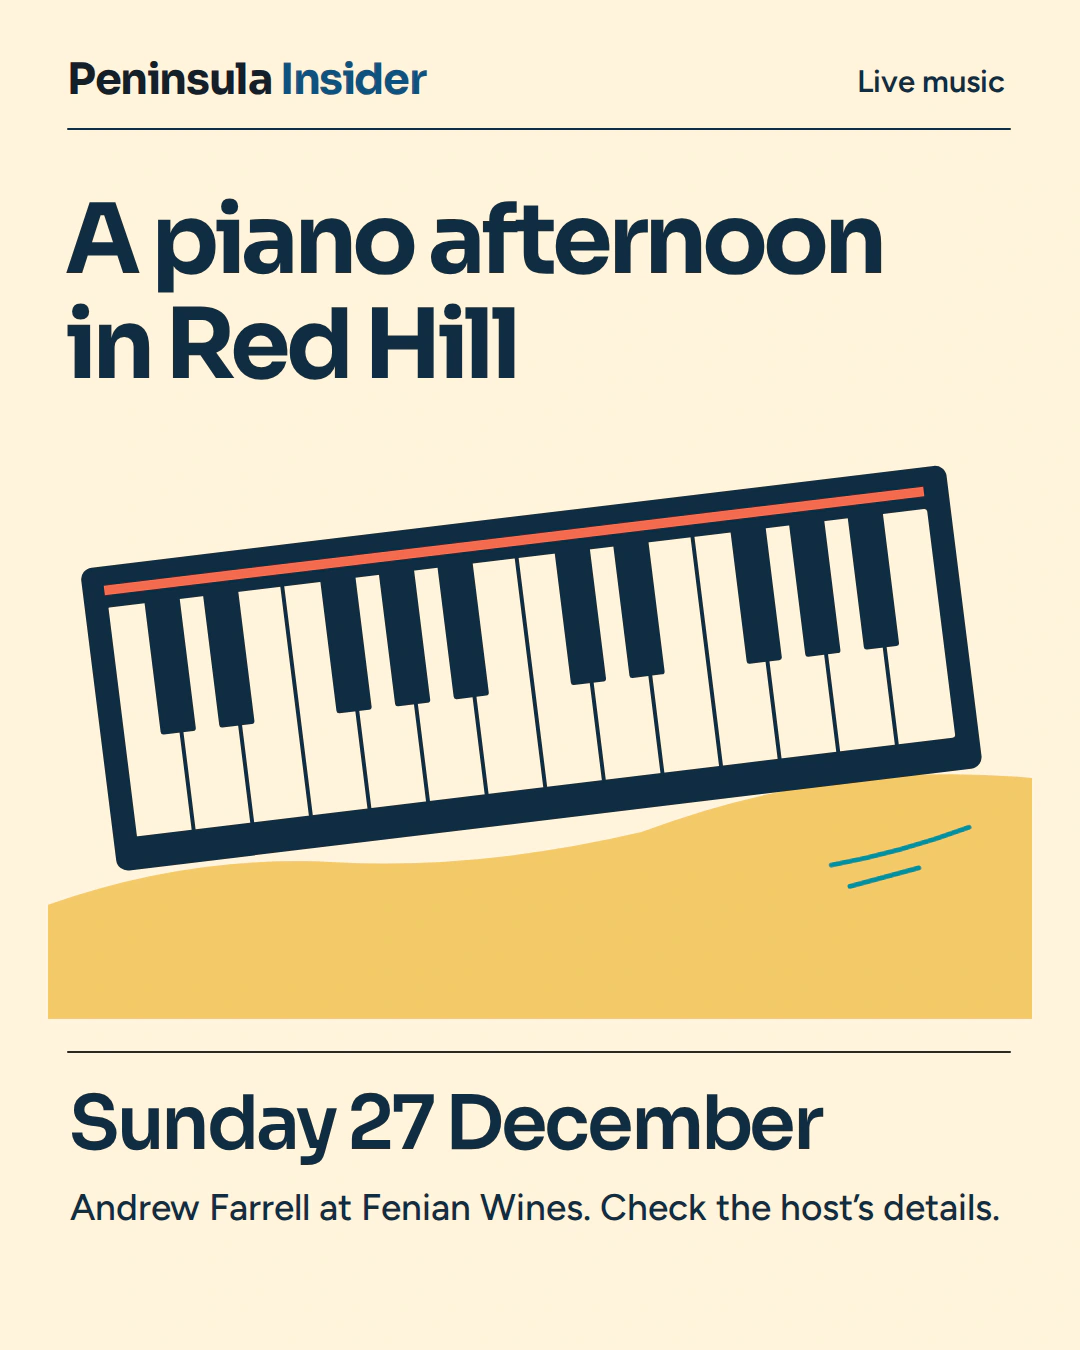 Peninsula Insider
Live music
A piano afternoon
in Red Hill
Sunday 27 December
Andrew Farrell at Fenian Wines. Check the host’s details.